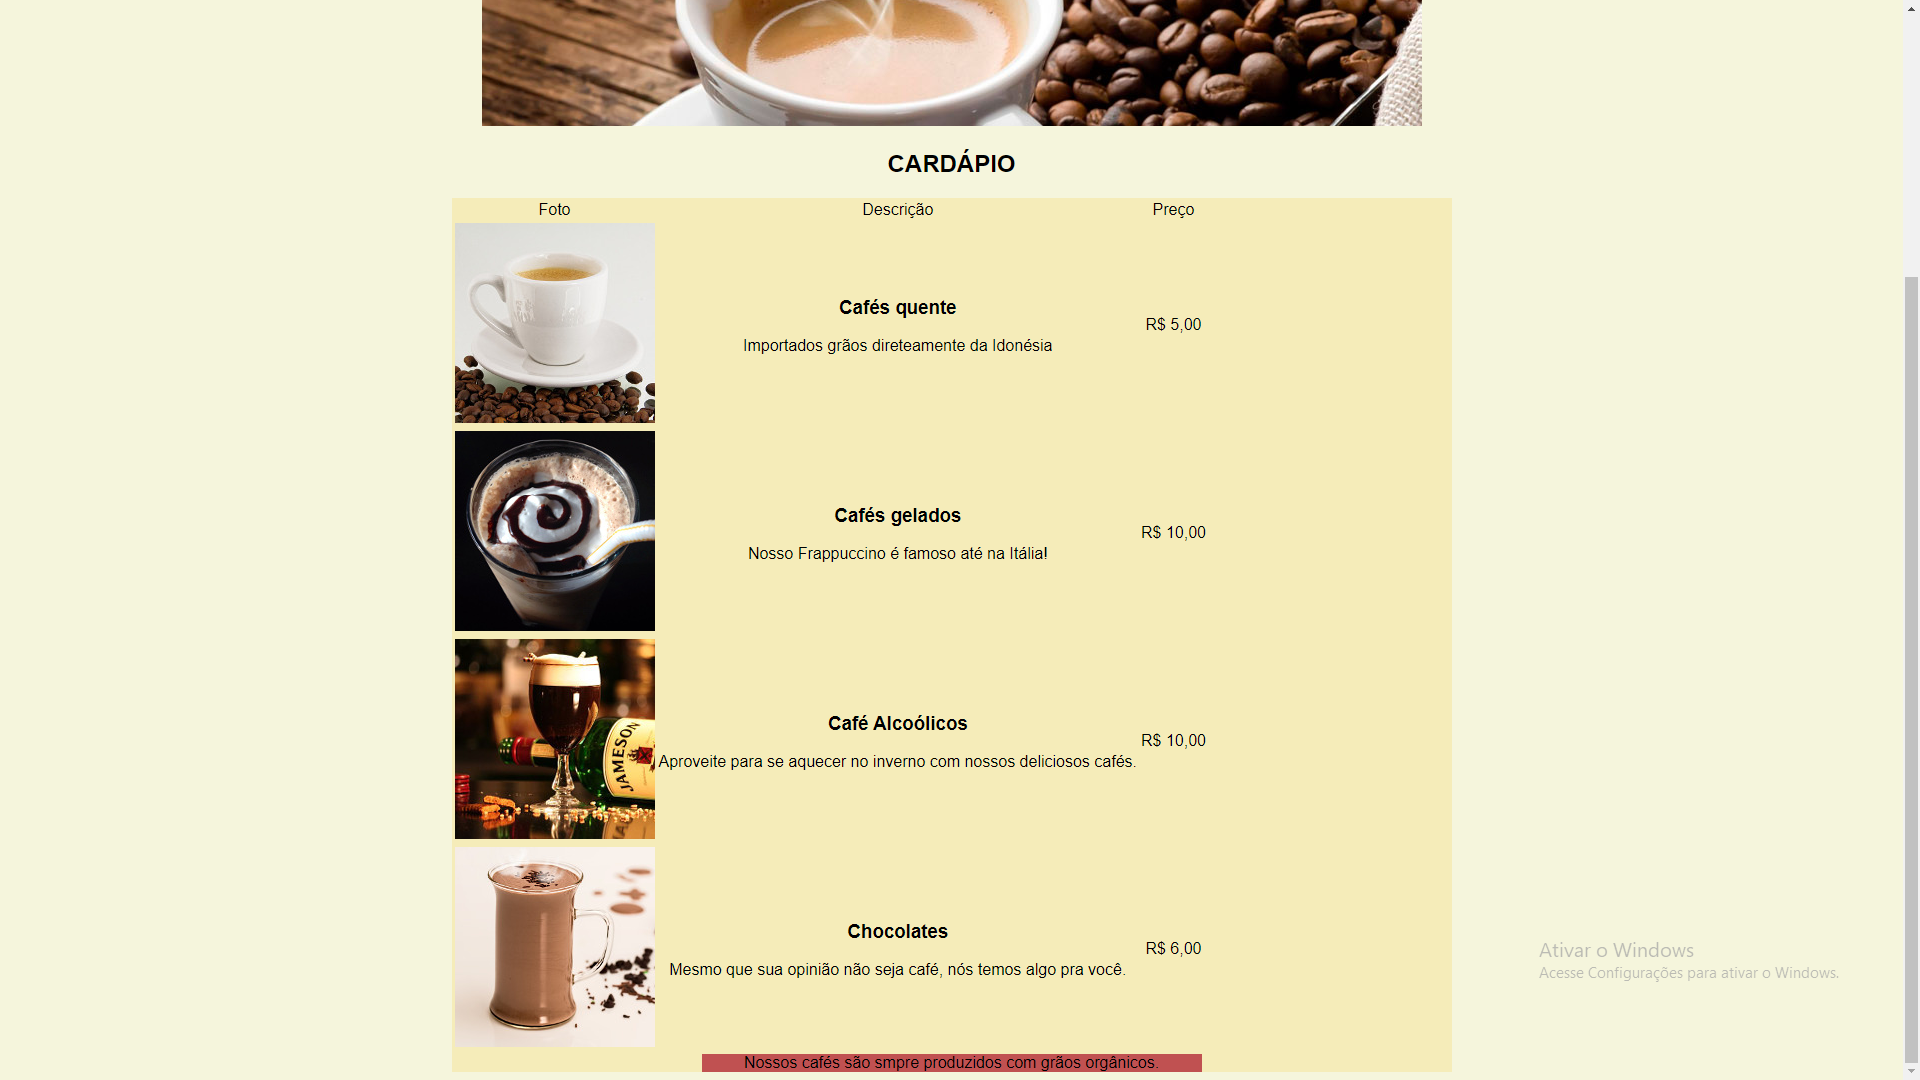 CARDÁPIO
Foto Descrição Preço
Cafés quente
R$ 5,00
Importados grãos direteamente da Idonésia
Cafés gelados
R$ 10,00
Nosso Frappuccino é famoso até na Itália!
Café Alcoólicos
R$ 10,00
Aproveite para se aquecer no inverno com nossos deliciosos cafés.
JAMESON
Chocolates
R$ 6,00
Mesmo que sua opinião não seja café, nós temos algo pra você.
Nossos cafés são smpre produzidos com grãos orgânicos.
Ativar o Windows
Acesse Configurações para ativar o Windows.